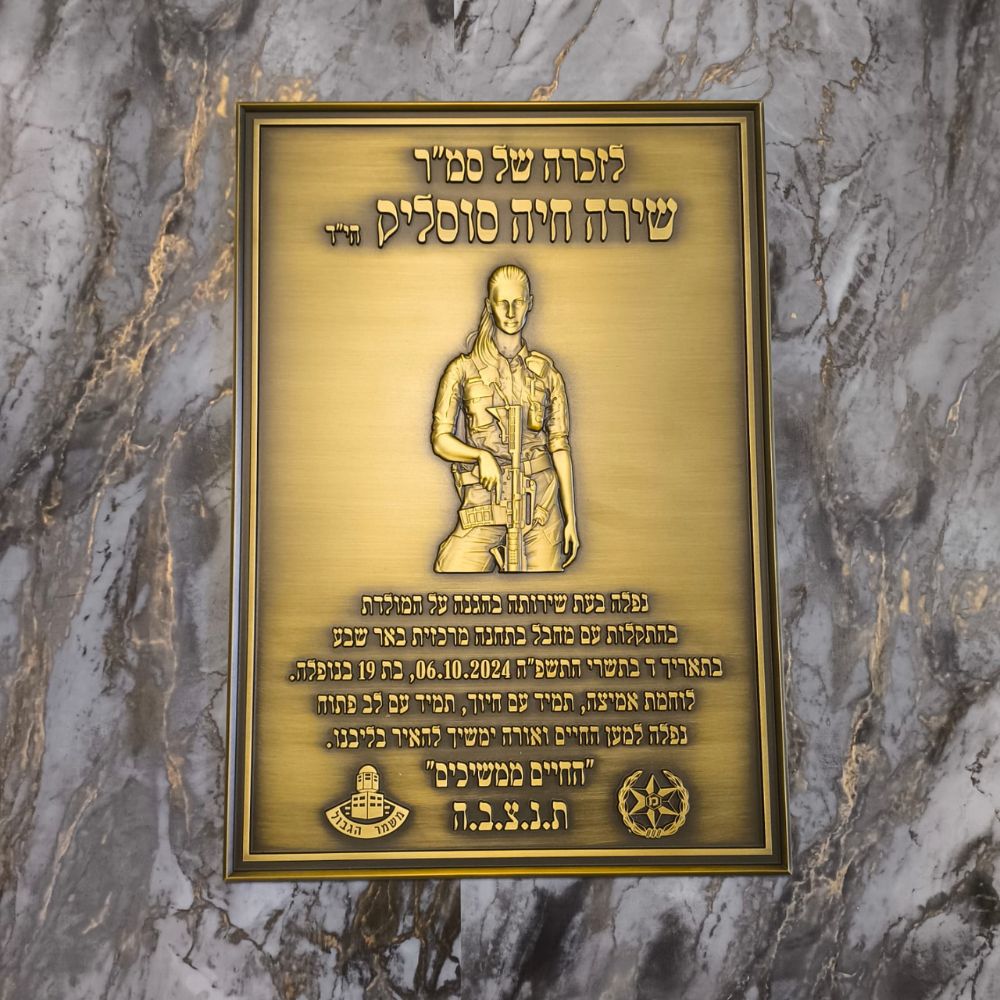 לזכרה של סמ"ר
שירה חיה סוסליק הי"ד
נפלה בעת שירותה בהגנה על המולדת
בהתקלות עם מחבל בתחנה מרכזית באר שבע
בתאריך ד בתשרי התשפ"ה 06.10.2024, בת 19 בנופלה.
לוחמת אמיצה, תמיד עם חיוך, תמיד עם לב פתוח
נפלה למען החיים ואורה ימשיך להאיר בליבנו.
"החיים ממשיכים"
ת.נ.צ.ב.ה
משמר הגבול